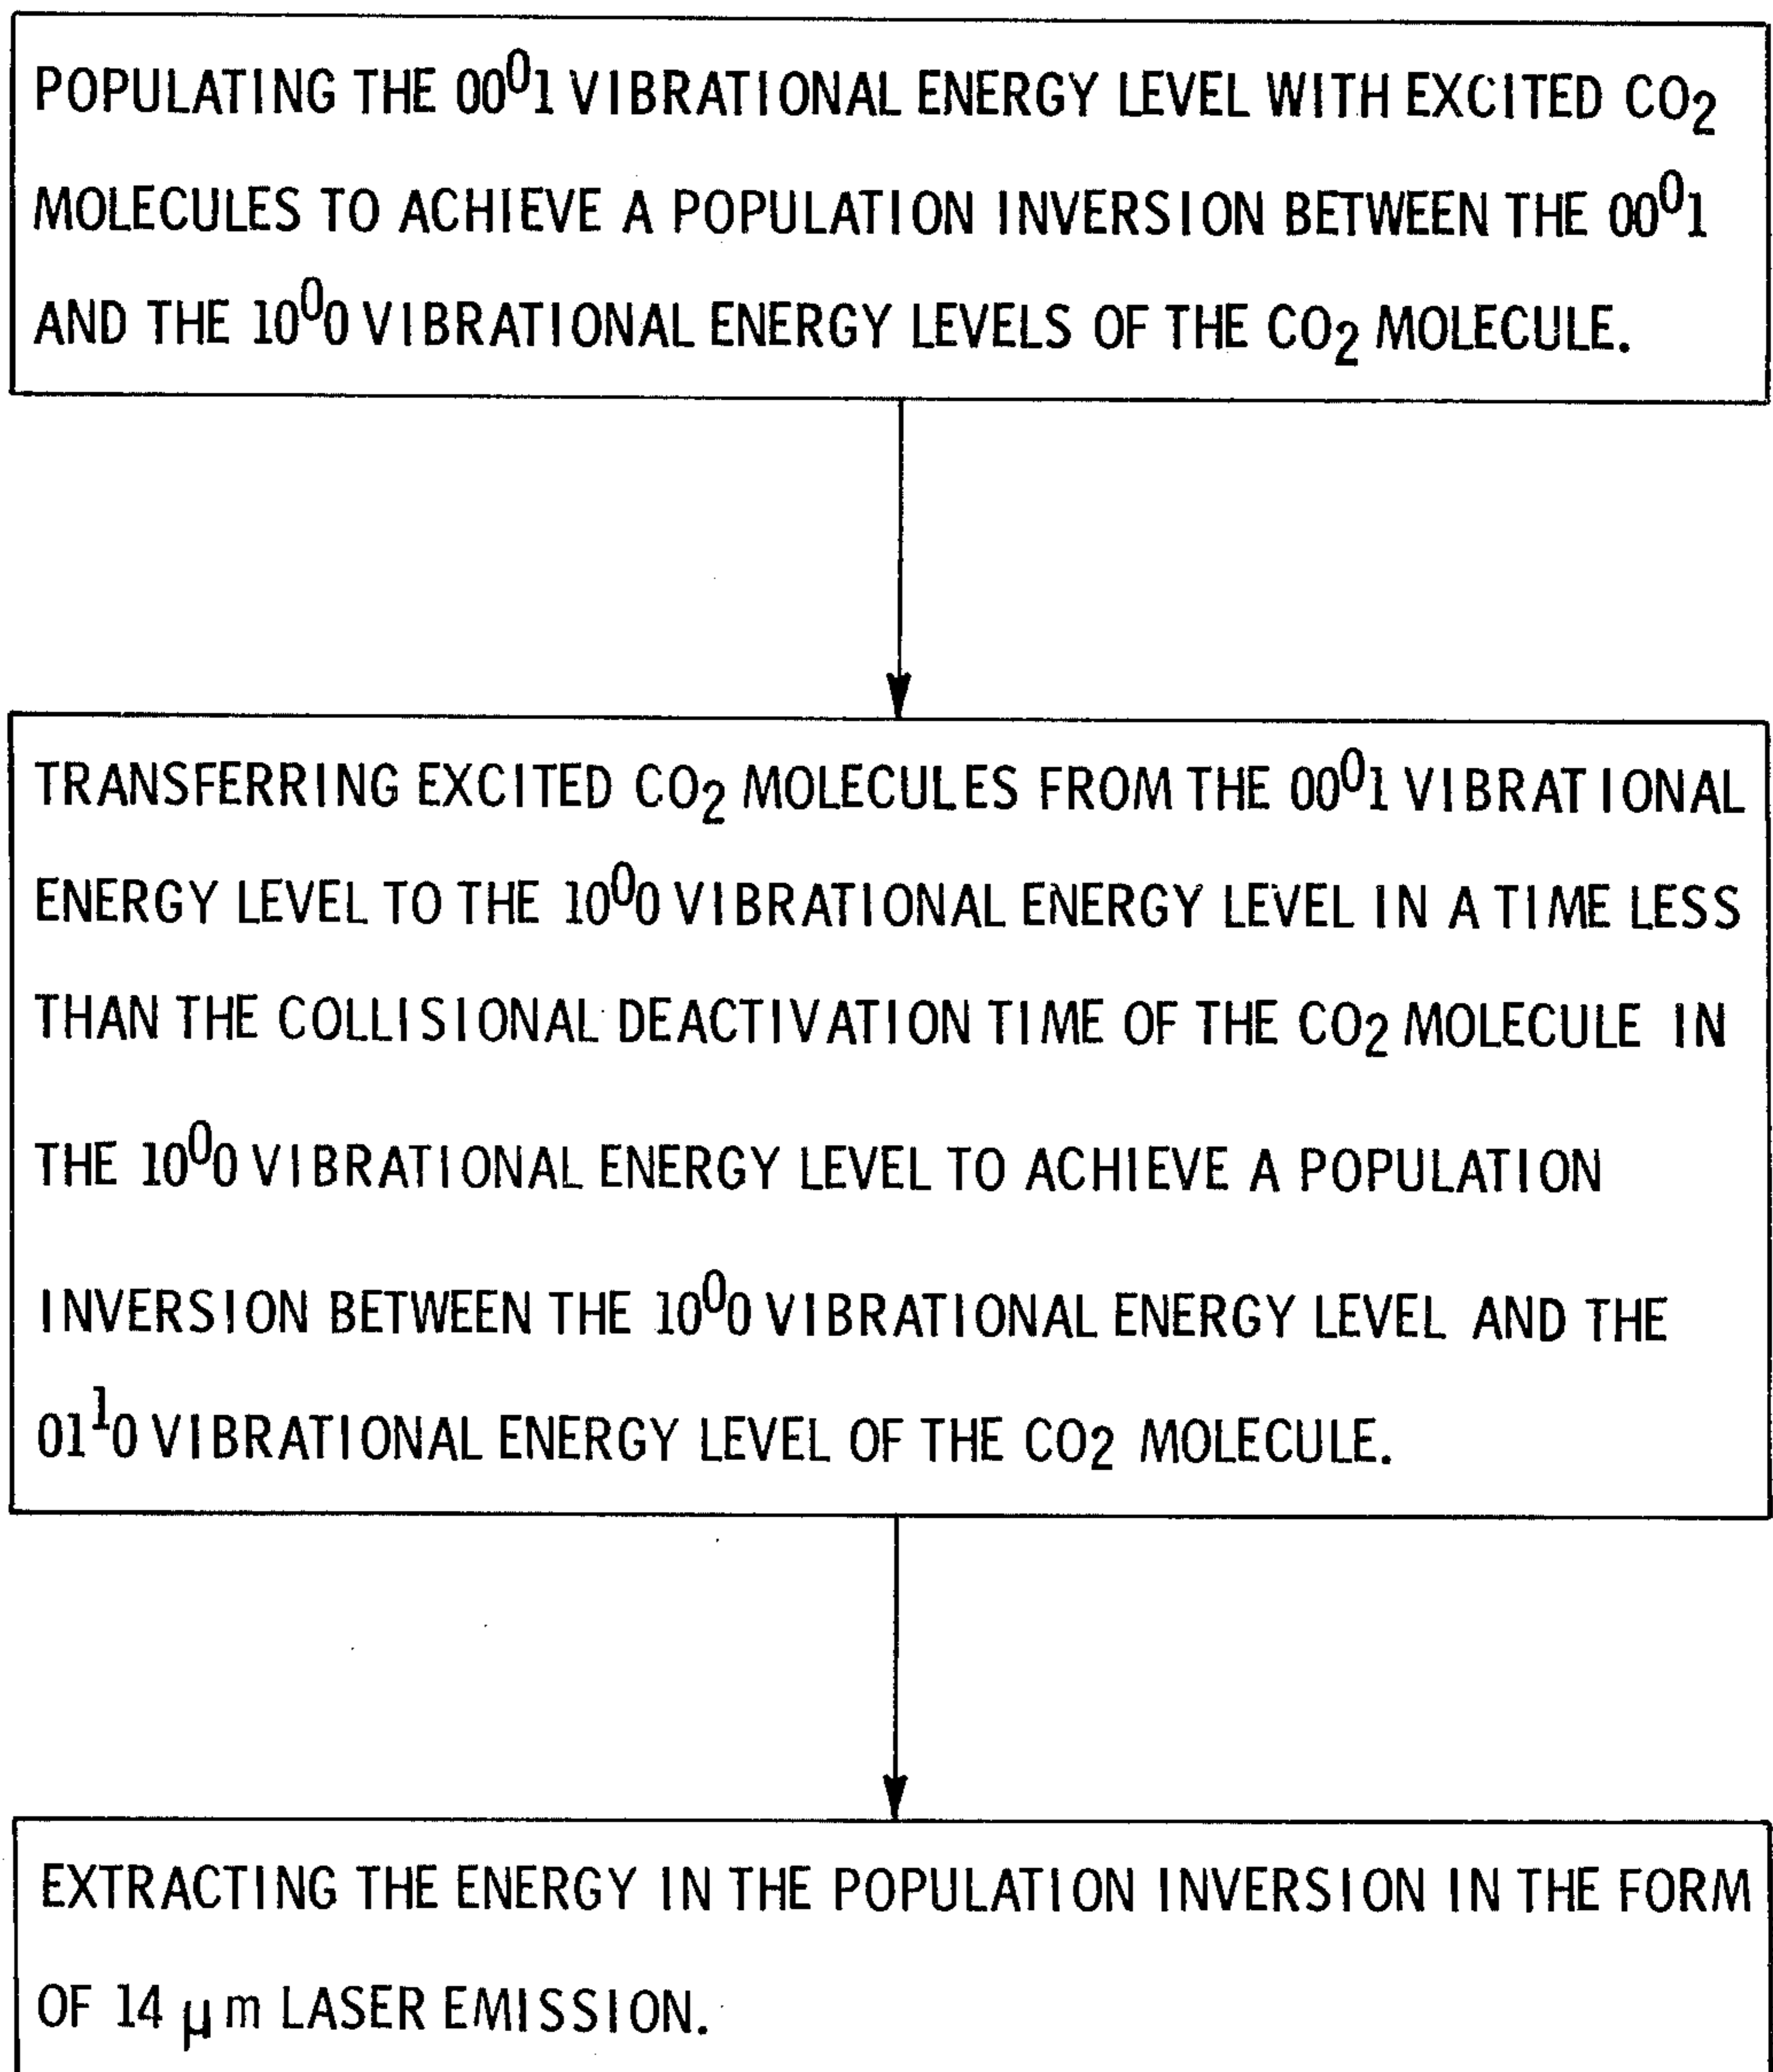 POPULATING THE 00⁰1 VIBRATIONAL ENERGY LEVEL WITH EXCITED CO₂
MOLECULES TO ACHIEVE A POPULATION INVERSION BETWEEN THE 00⁰1
AND THE 10⁰0 VIBRATIONAL ENERGY LEVELS OF THE CO₂ MOLECULE.
TRANSFERRING EXCITED CO₂ MOLECULES FROM THE 00⁰1 VIBRATIONAL
ENERGY LEVEL TO THE 10⁰0 VIBRATIONAL ENERGY LEVEL IN A TIME LESS
THAN THE COLLISIONAL DEACTIVATION TIME OF THE CO₂ MOLECULE IN
THE 10⁰0 VIBRATIONAL ENERGY LEVEL TO ACHIEVE A POPULATION
INVERSION BETWEEN THE 10⁰0 VIBRATIONAL ENERGY LEVEL AND THE
01¹0 VIBRATIONAL ENERGY LEVEL OF THE CO₂ MOLECULE.
EXTRACTING THE ENERGY IN THE POPULATION INVERSION IN THE FORM
OF 14 μm LASER EMISSION.